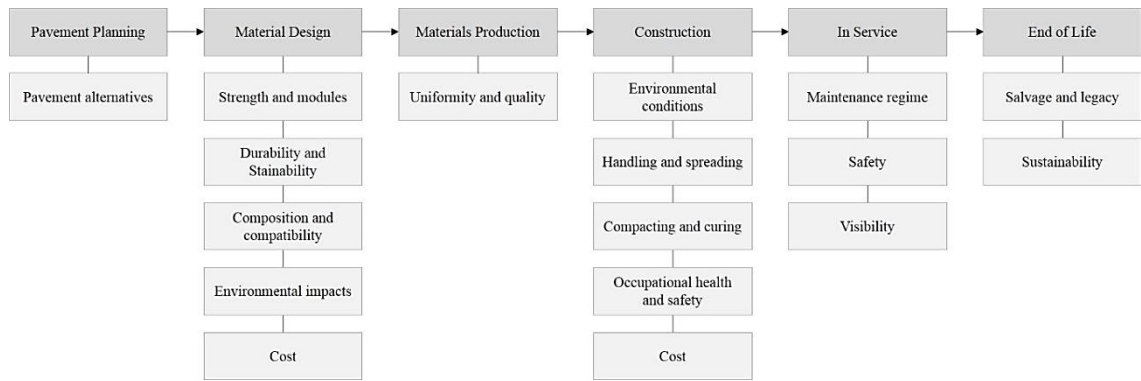 Pavement Planning
Material Design
Materials Production
Construction
In Service
End of Life
Pavement alternatives
Strength and modules
Uniformity and quality
Environmental
conditions
Maintenance regime
Salvage and legacy
Durability and
Stainability
Handling and spreading
Safety
Sustainability
Composition and
compatibility
Compacting and curing
Visibility
Environmental impacts
Occupational health
and safety
Cost
Cost